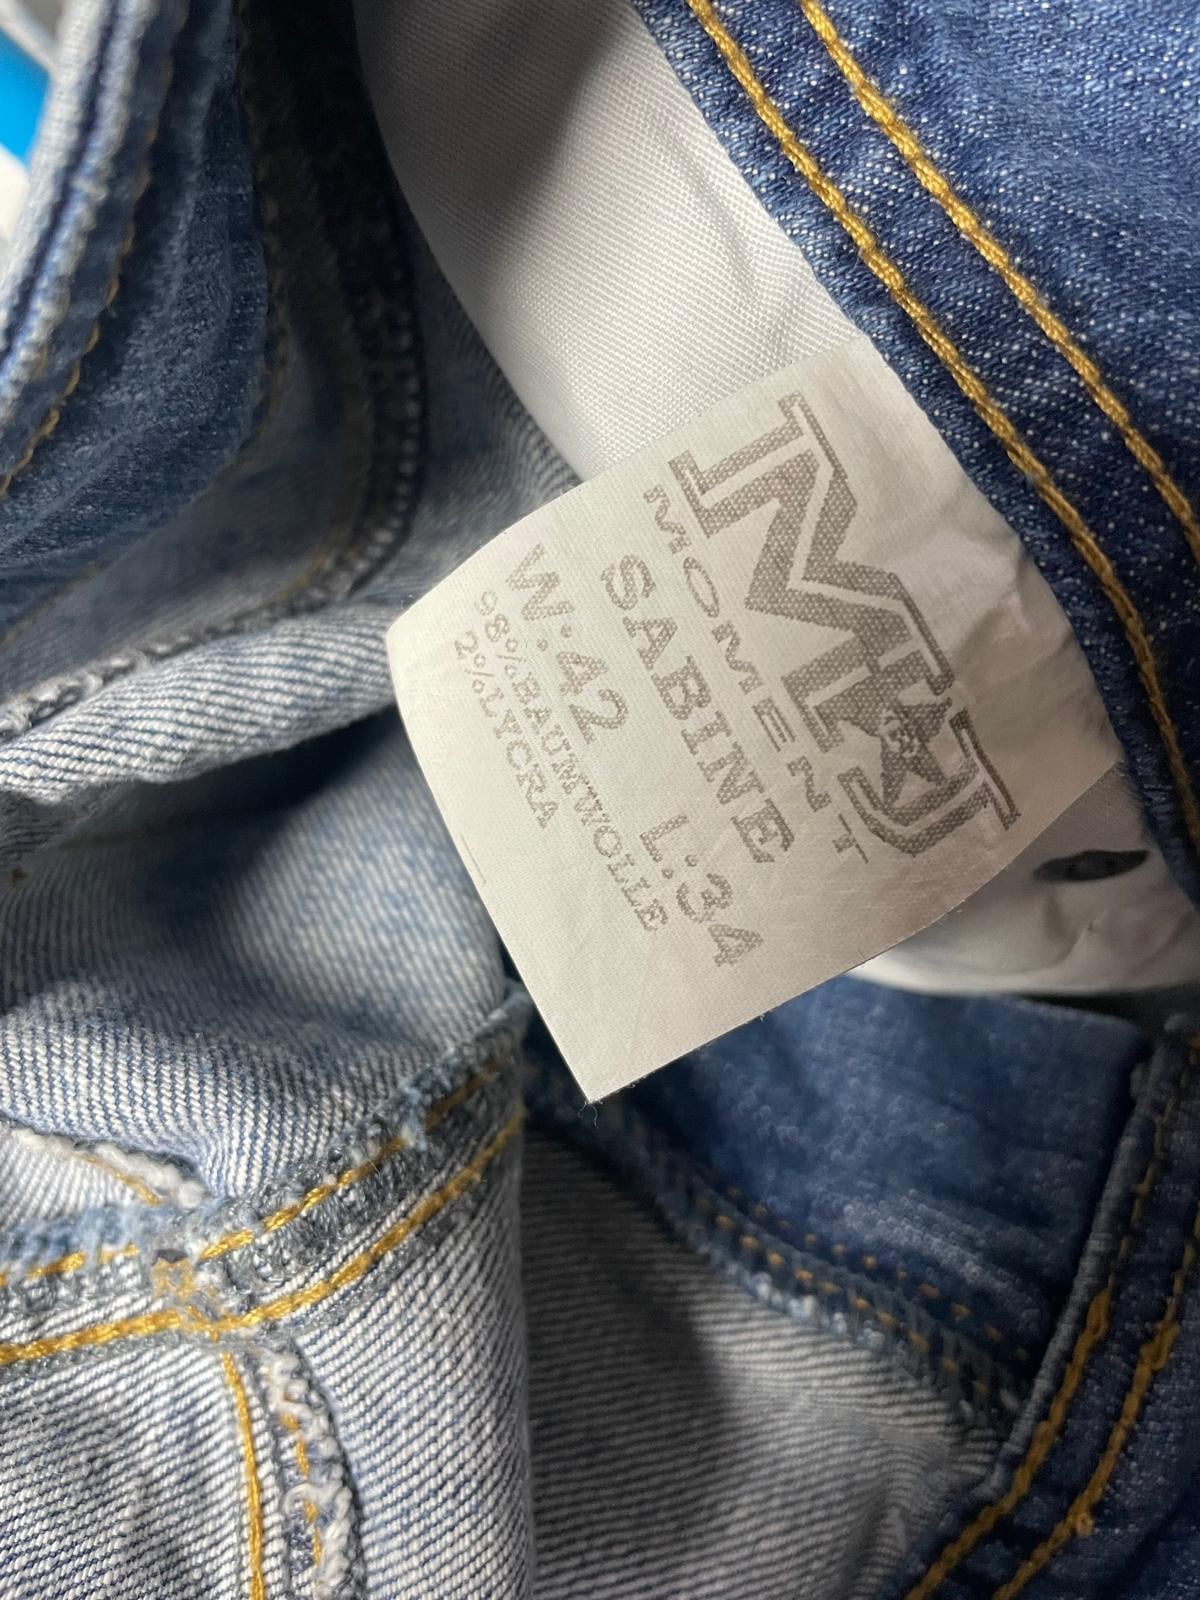 MOMENT
SABINE
W.42 L.34
98%BAUMWOLLE
2%LYCRA